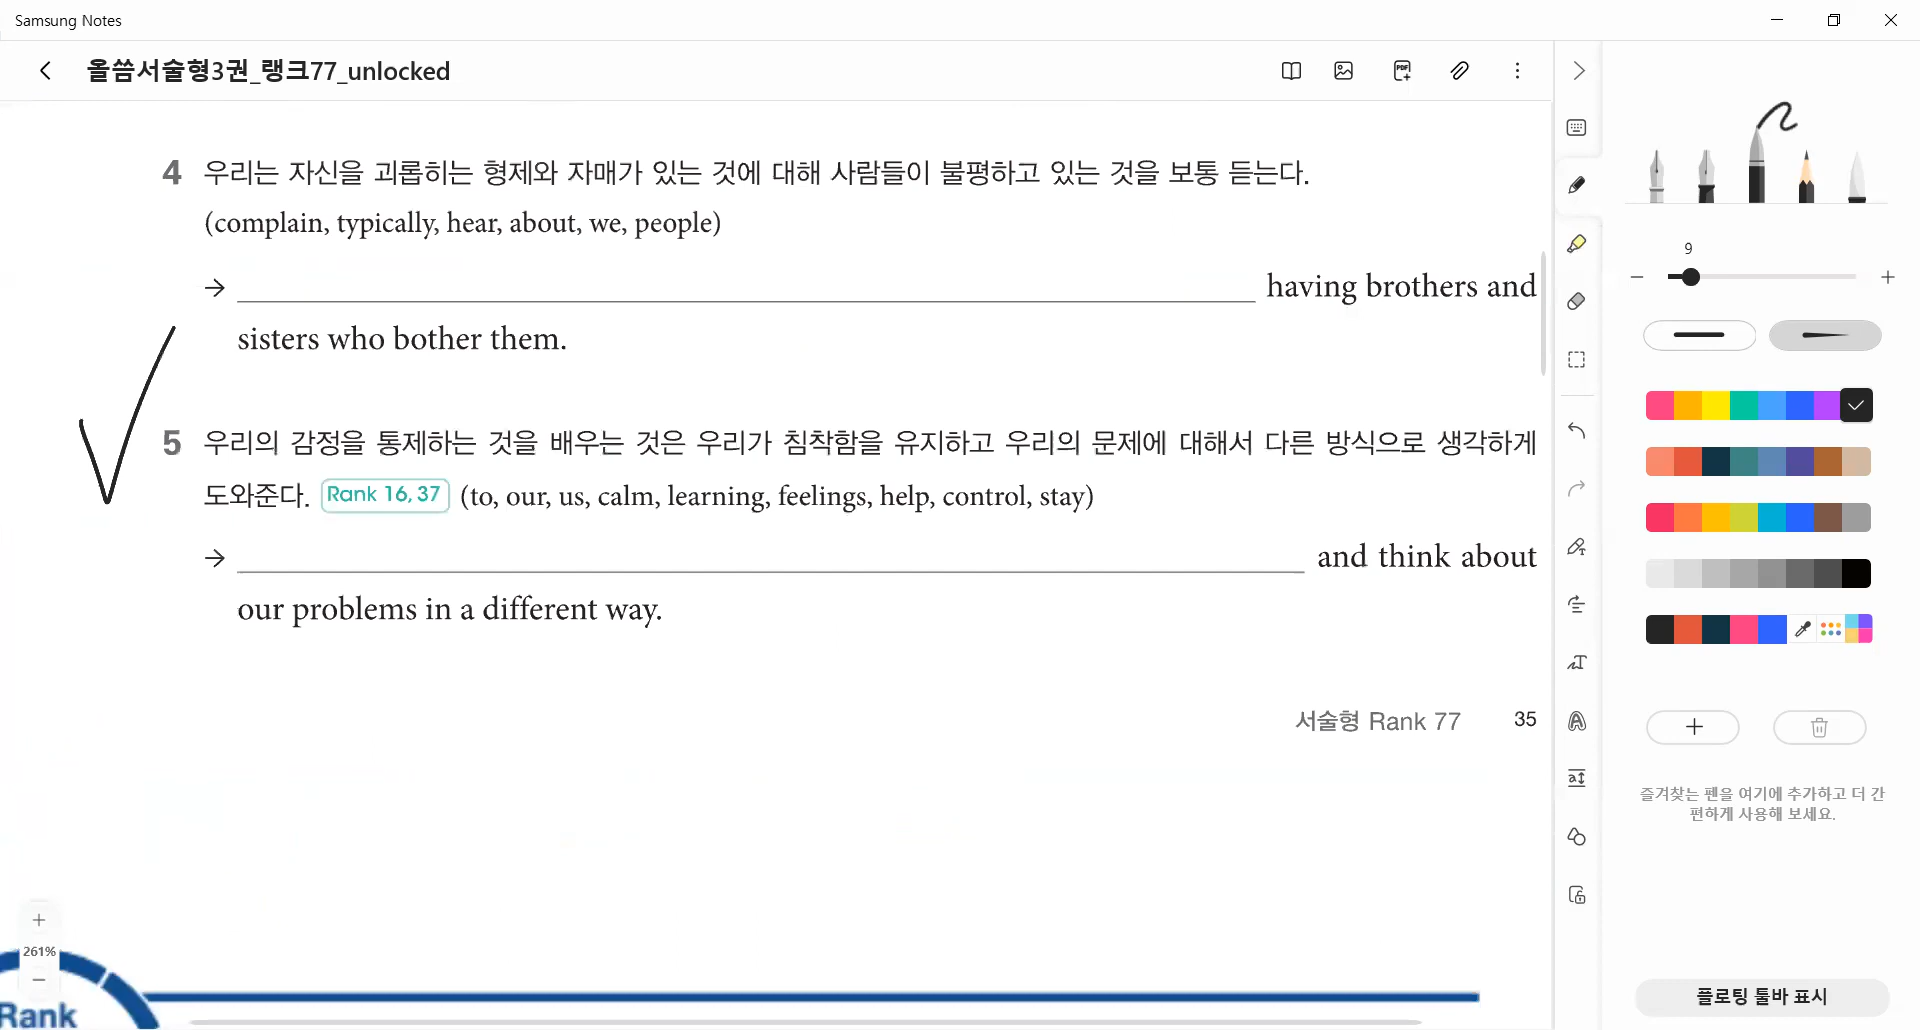 Samsung Notes
올씀서술형3권_랭크77_unlocked
4 우리는 자신을 괴롭히는 형제와 자매가 있는 것에 대해 사람들이 불평하고 있는 것을 보통 듣는다.
(complain, typically, hear, about, we, people)
→ ______ having brothers and
sisters who bother them.
5 우리의 감정을 통제하는 것을 배우는 것은 우리가 침착함을 유지하고 우리의 문제에 대해서 다른 방식으로 생각하게
도와준다. Rank 16, 37 (to, our, us, calm, learning, feelings, help, control, stay)
→ ______ and think about
our problems in a different way.
서술형 Rank 77 35
261%
Rank
PDF
9
즐겨찾는 펜을 여기에 추가하고 더 간
편하게 사용해 보세요.
플로팅 툴바 표시